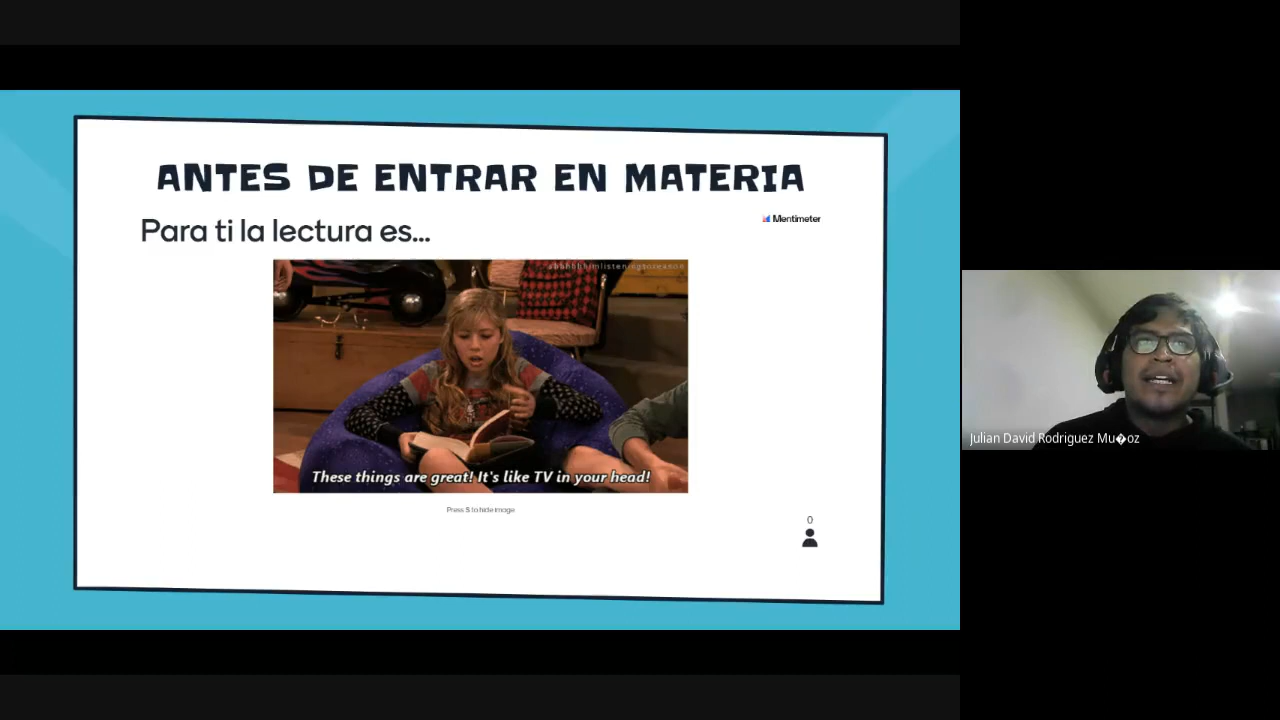 ANTES DE ENTRAR EN MATERIA
Para ti la lectura es...
Mentimeter
These things are great! It's like TV in your head!
Press S to hide image
0
Julian David Rodriguez Mu�oz